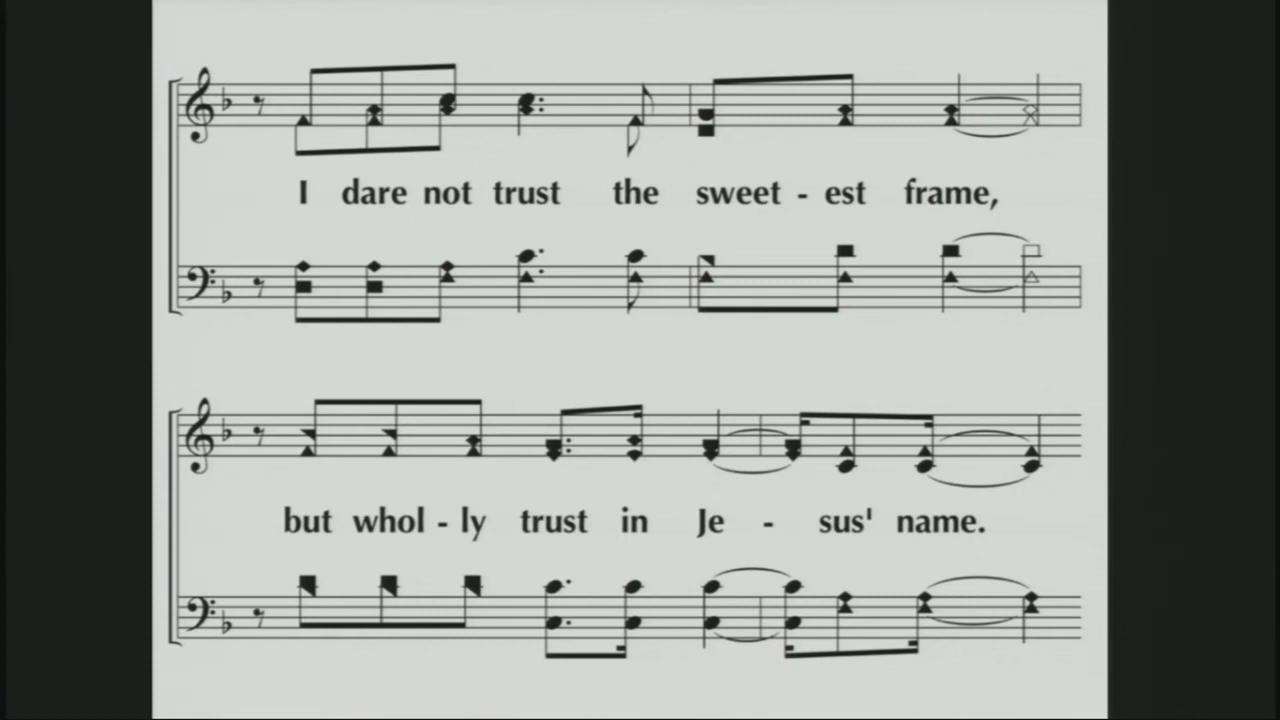 I dare not trust the sweet - est frame,
but whol - ly trust in Je - sus' name.